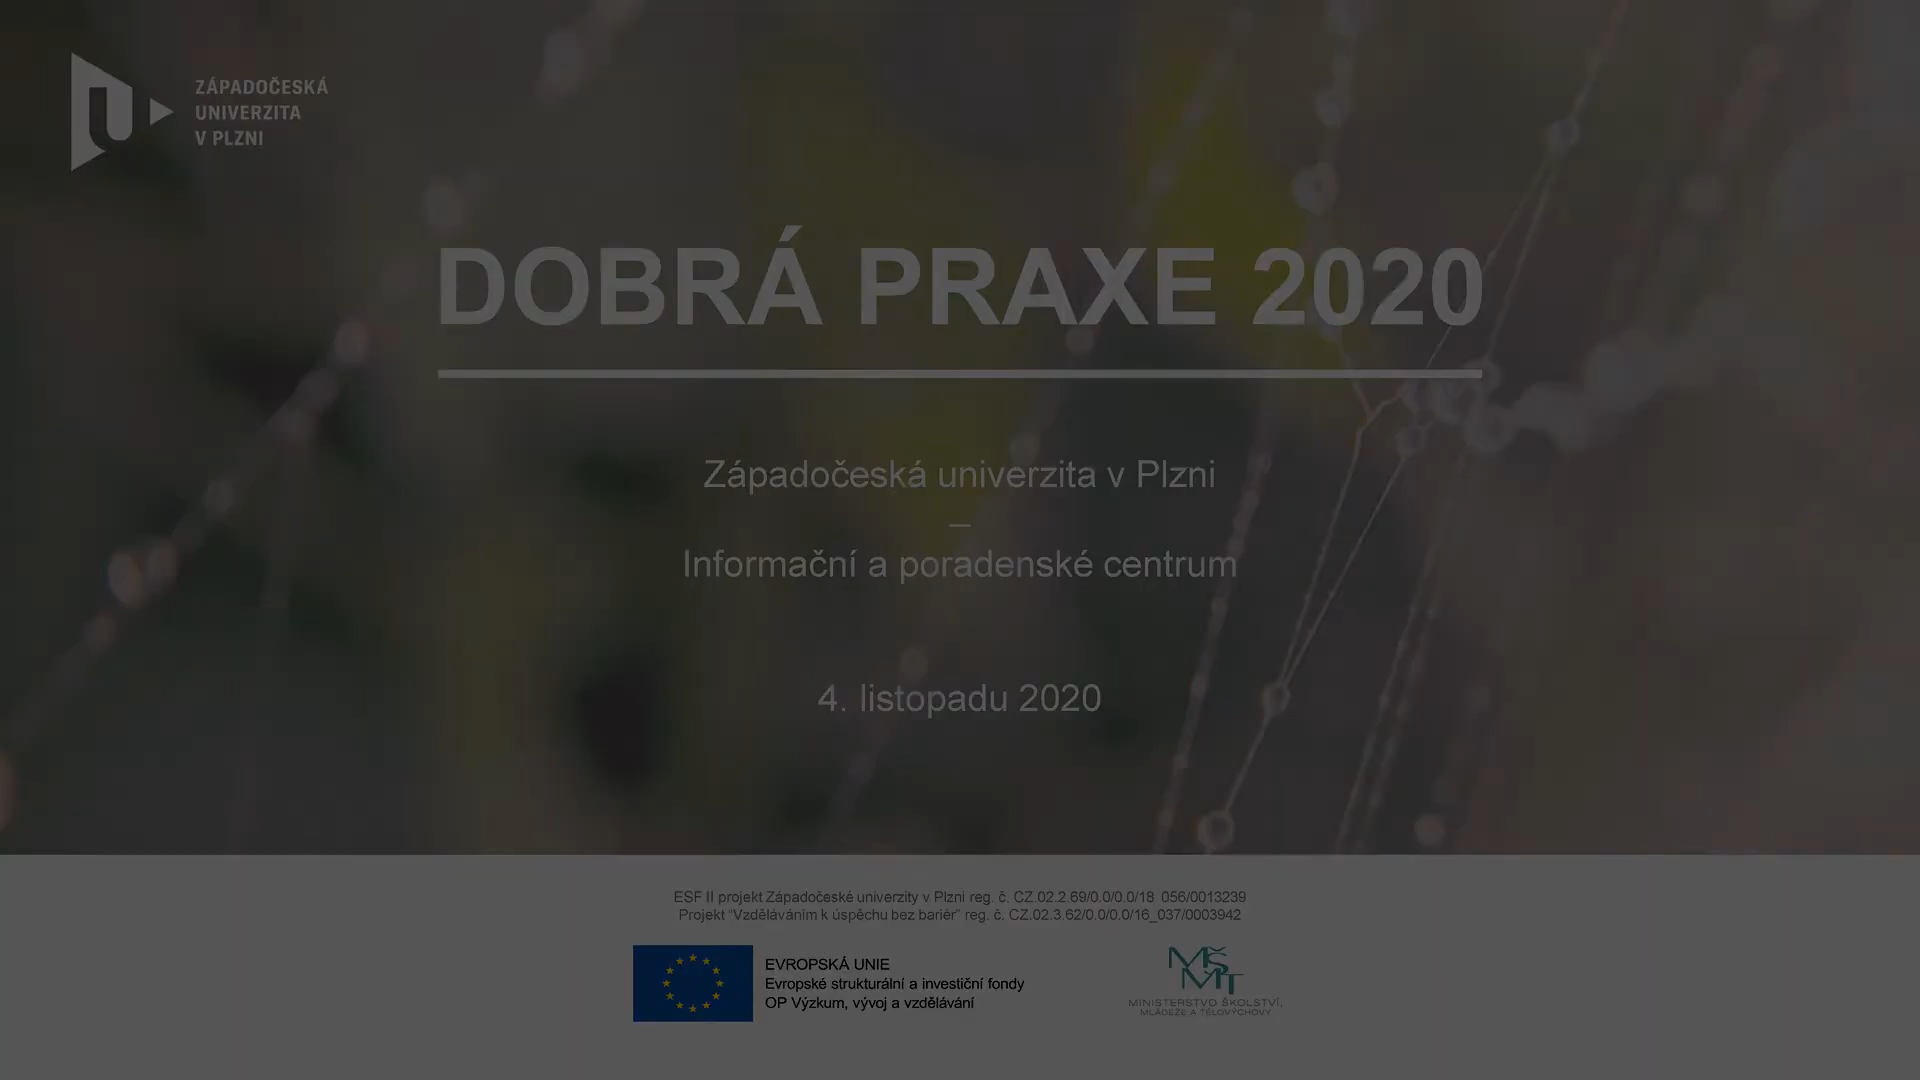 ZÁPADOČESKÁ
UNIVERZITA
V PLZNI
DOBRÁ PRAXE 2020
Západočeská univerzita v Plzni
—
Informační a poradenské centrum
4. listopadu 2020
ESF II projekt Západočeské univerzity v Plzni reg. č. CZ.02.2.69/0.0/0.0/18_056/0013239
Projekt “Vzděláváním k úspěchu bez bariér” reg. č. CZ.02.3.62/0.0/0.0/16_037/0003942
EVROPSKÁ UNIE
Evropské strukturální a investiční fondy
OP Výzkum, vývoj a vzdělávání
MŠMT
MINISTERSTVO ŠKOLSTVÍ,
MLÁDEŽE A TĚLOVÝCHOVY